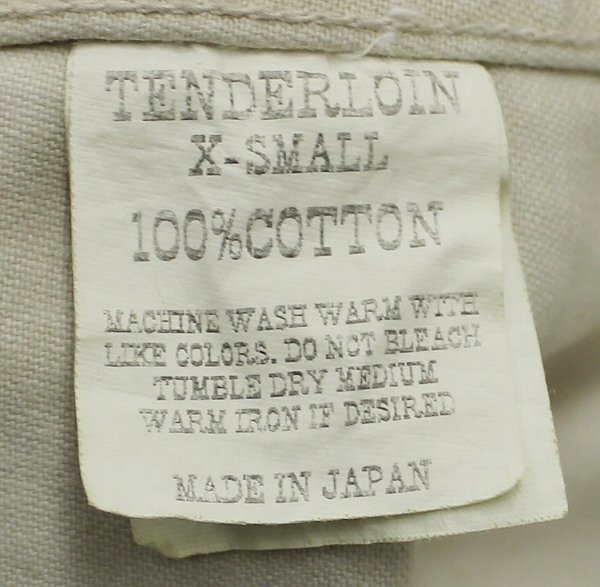 TENDERLOIN
X-SMALL
100%COTTON
MACHINE WASH WARM WITH
LIKE COLORS. DO NOT BLEACH
TUMBLE DRY MEDIUM
WARM IRON IF DESIRED
MADE IN JAPAN